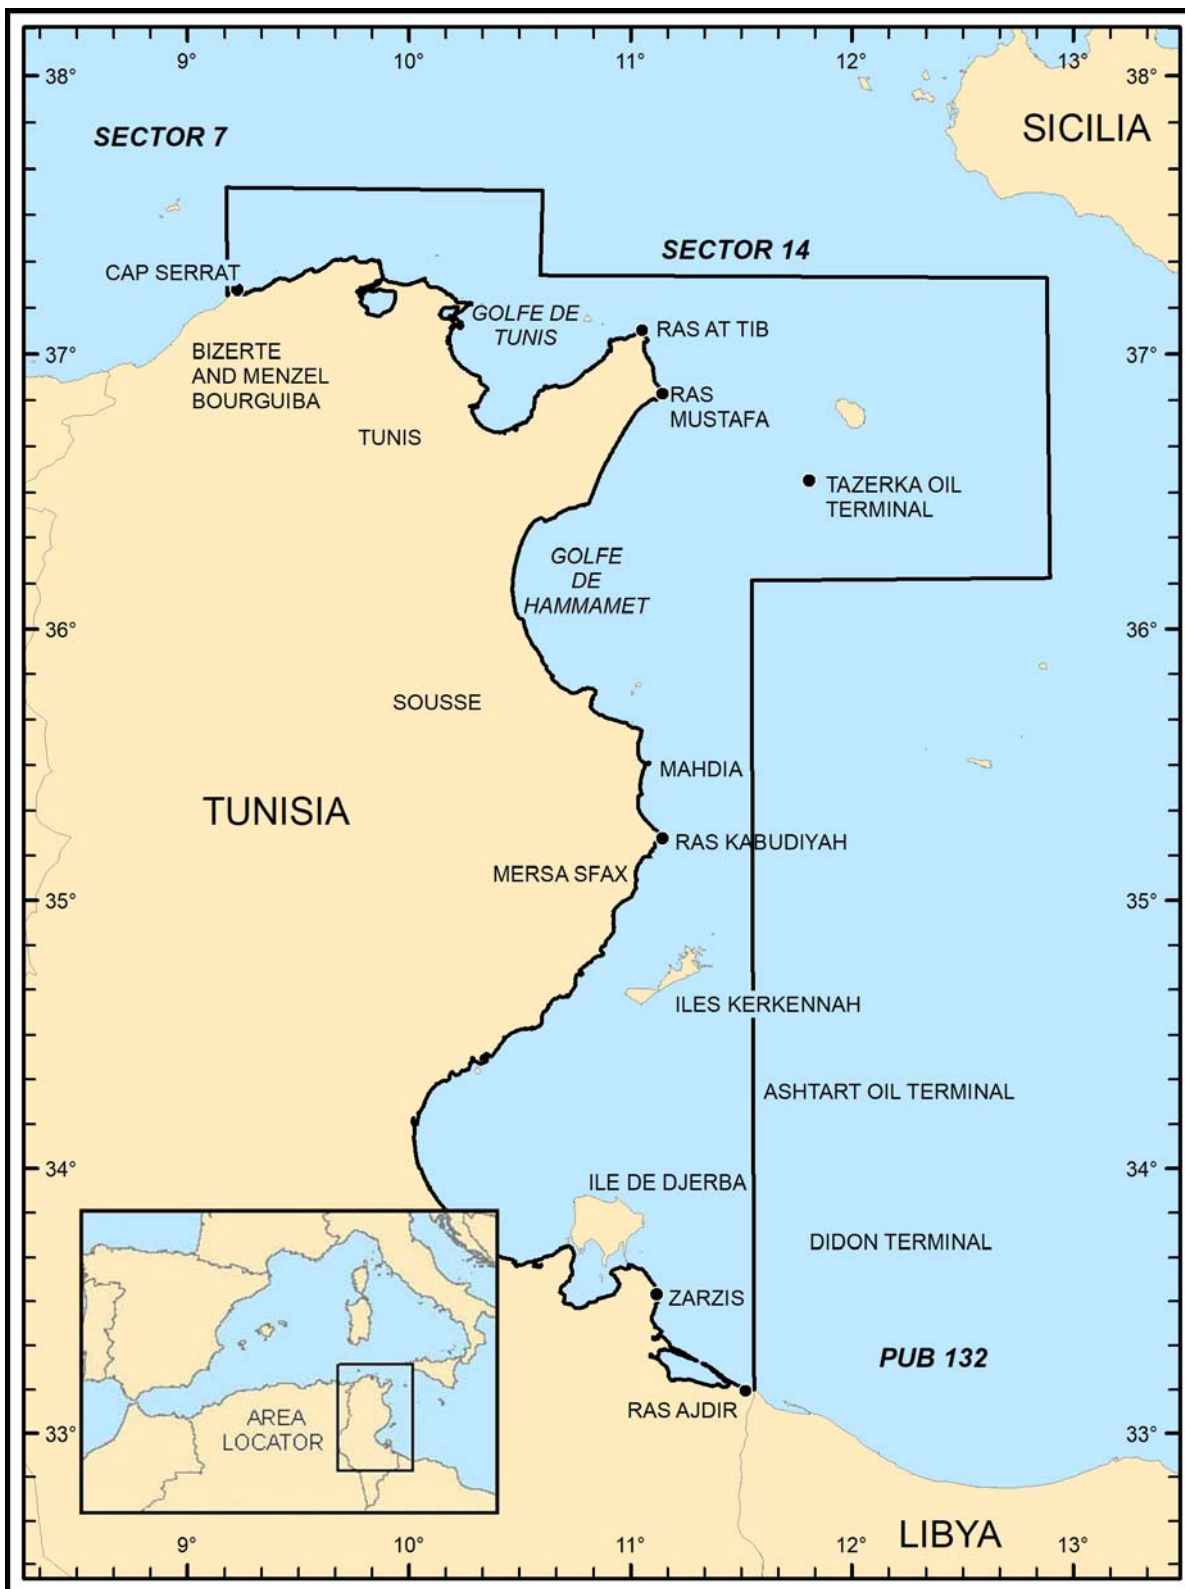 9°
10°
11°
12°
13°
38°
38°
SICILIA
SECTOR 7
SECTOR 14
CAP SERRAT
GOLFE DE
TUNIS
RAS AT TIB
37°
37°
BIZERTE
AND MENZEL
BOURGUIBA
RAS
MUSTAFA
TUNIS
TAZERKA OIL
TERMINAL
GOLFE
DE
HAMMAMET
36°
36°
SOUSSE
MAHDIA
TUNISIA
RAS KABUDIYAH
MERSA SFAX
35°
35°
ILES KERKENNAH
ASHTART OIL TERMINAL
34°
34°
ILE DE DJERBA
DIDON TERMINAL
ZARZIS
PUB 132
RAS AJDIR
AREA
LOCATOR
33°
33°
LIBYA
9°
10°
11°
12°
13°